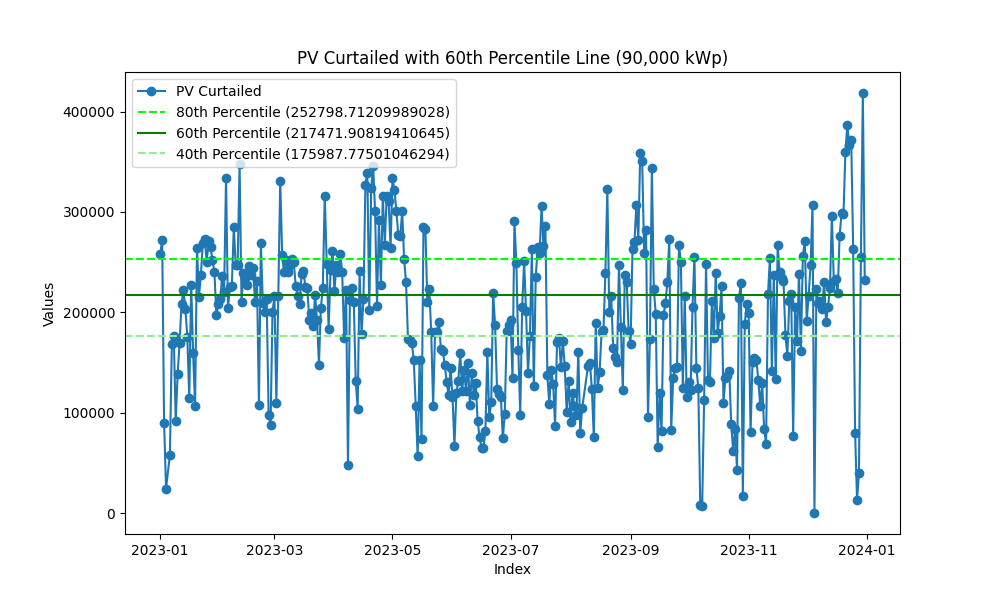 PV Curtailed with 60th Percentile Line (90,000 kWp)
PV Curtailed
80th Percentile (252798.71209989028)
60th Percentile (217471.90819410645)
40th Percentile (175987.77501046294)
400000
300000
200000
100000
0
Values
2023-01 2023-03 2023-05 2023-07 2023-09 2023-11 2024-01
Index